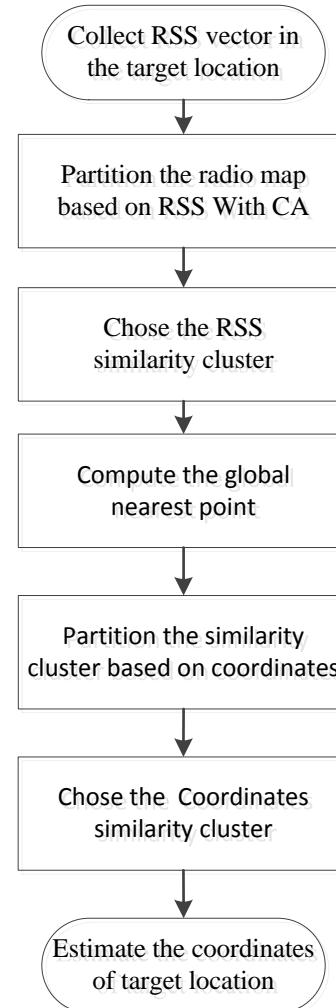 Collect RSS vector in
the target location
Partition the radio map
based on RSS With CA
Chose the RSS
similarity cluster
Compute the global
nearest point
Partition the similarity
cluster based on coordinates
Chose the Coordinates
similarity cluster
Estimate the coordinates
of target location